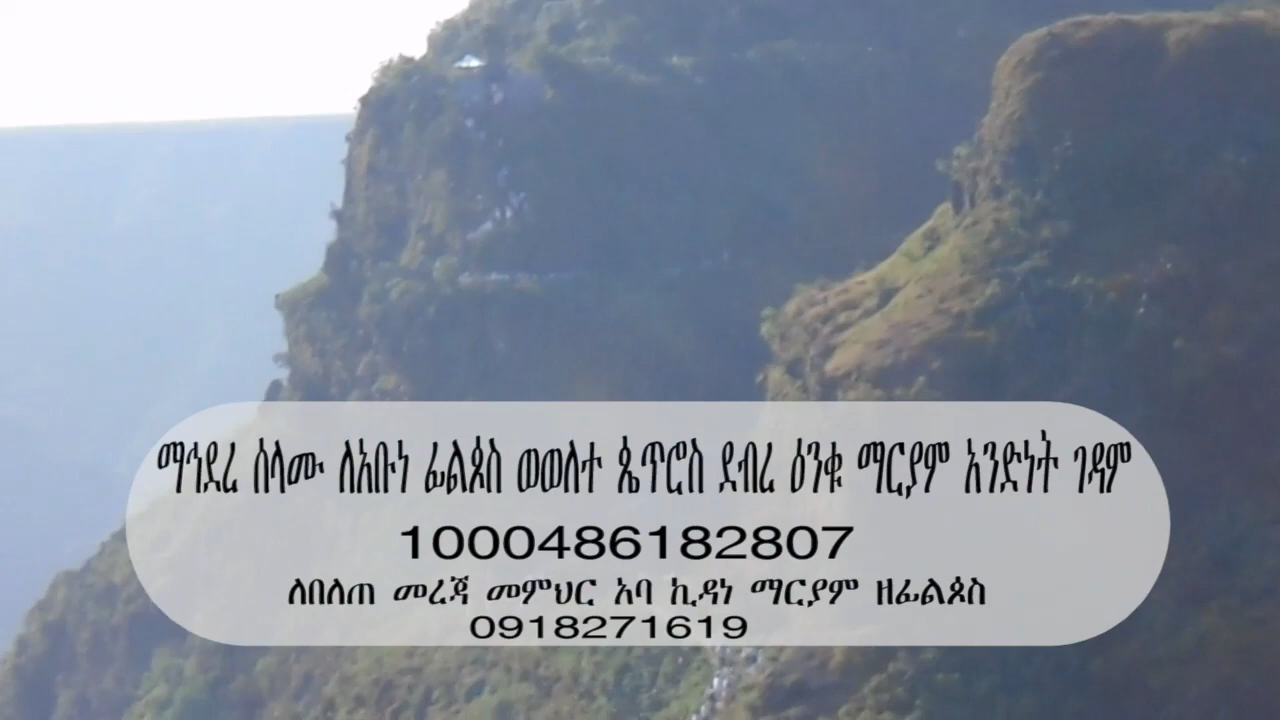 ማኅደረ ሰላሙ ለአቡነ ፊልጶስ ወወለተ ጴጥሮስ ደብረ ዕንቁ ማርያም አንድነት ገዳም
1000486182807
ለበለጠ መረጃ መምህር አባ ኪዳነ ማርያም ዘፊልጶስ
0918271619